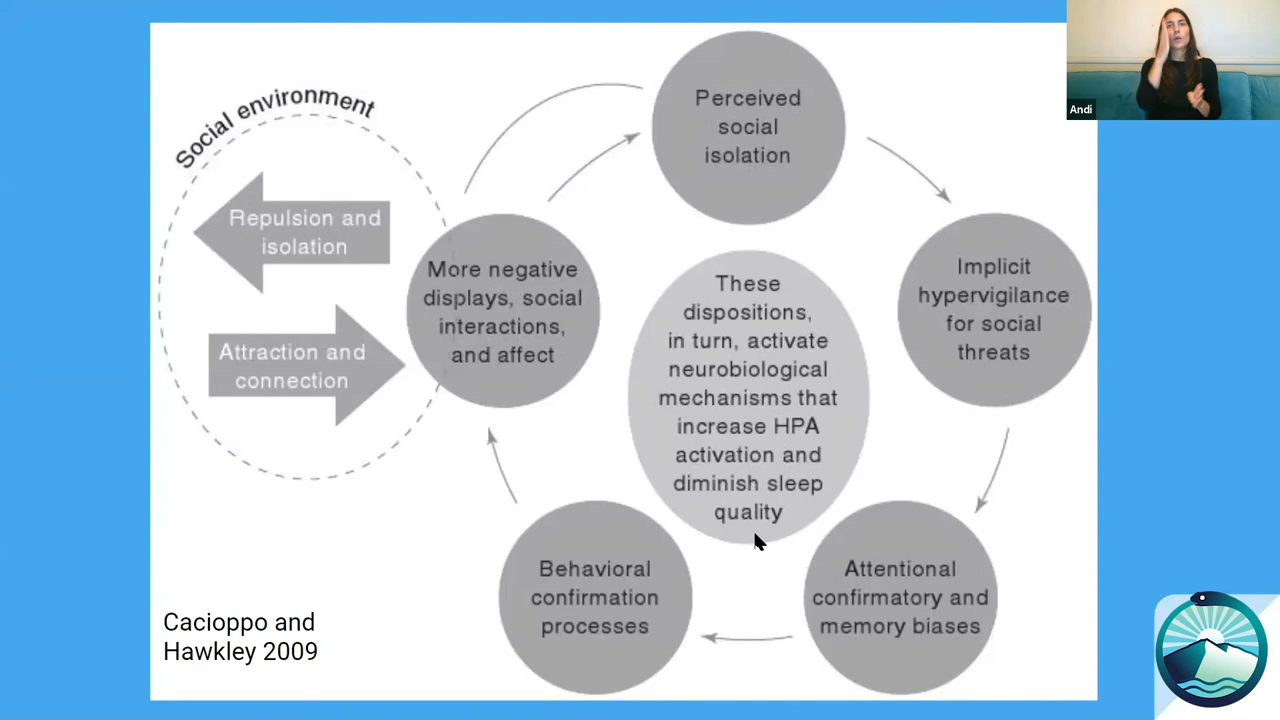 Social environment
Repulsion and
isolation
Attraction and
connection
More negative
displays, social
interactions,
and affect
Perceived
social
isolation
Implicit
hypervigilance
for social
threats
Attentional
confirmatory and
memory biases
Behavioral
confirmation
processes
These
dispositions,
in turn, activate
neurobiological
mechanisms that
increase HPA
activation and
diminish sleep
quality
Cacioppo and
Hawkley 2009
Andi